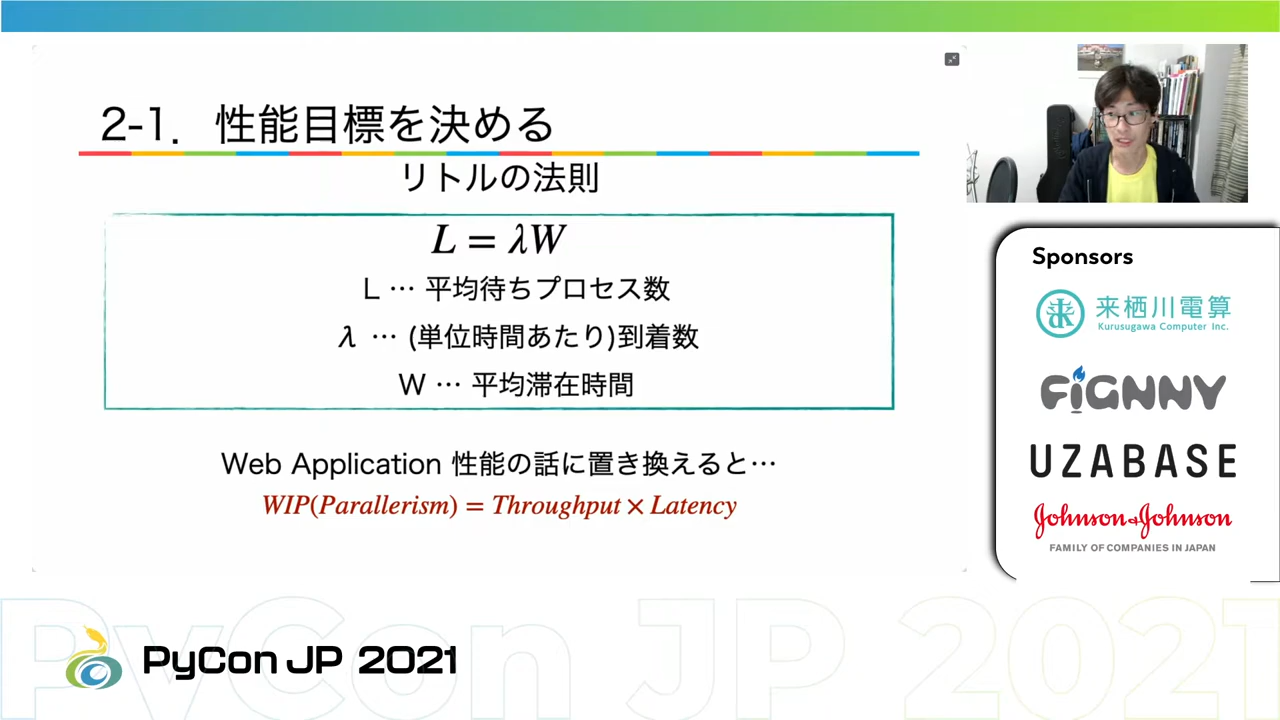 2-1. 性能目標を決める
リトルの法則
L = λW
L … 平均待ちプロセス数
λ … (単位時間あたり)到着数
W … 平均滞在時間
Web Application 性能の話に置き換えると…
WIP(Parallerism) = Throughput × Latency
Sponsors
来栖川電算
Kurusugawa Computer Inc.
FiGNNY
UZABASE
Johnson&Johnson
FAMILY OF COMPANIES IN JAPAN
PyCon JP 2021
PyCon JP 2021